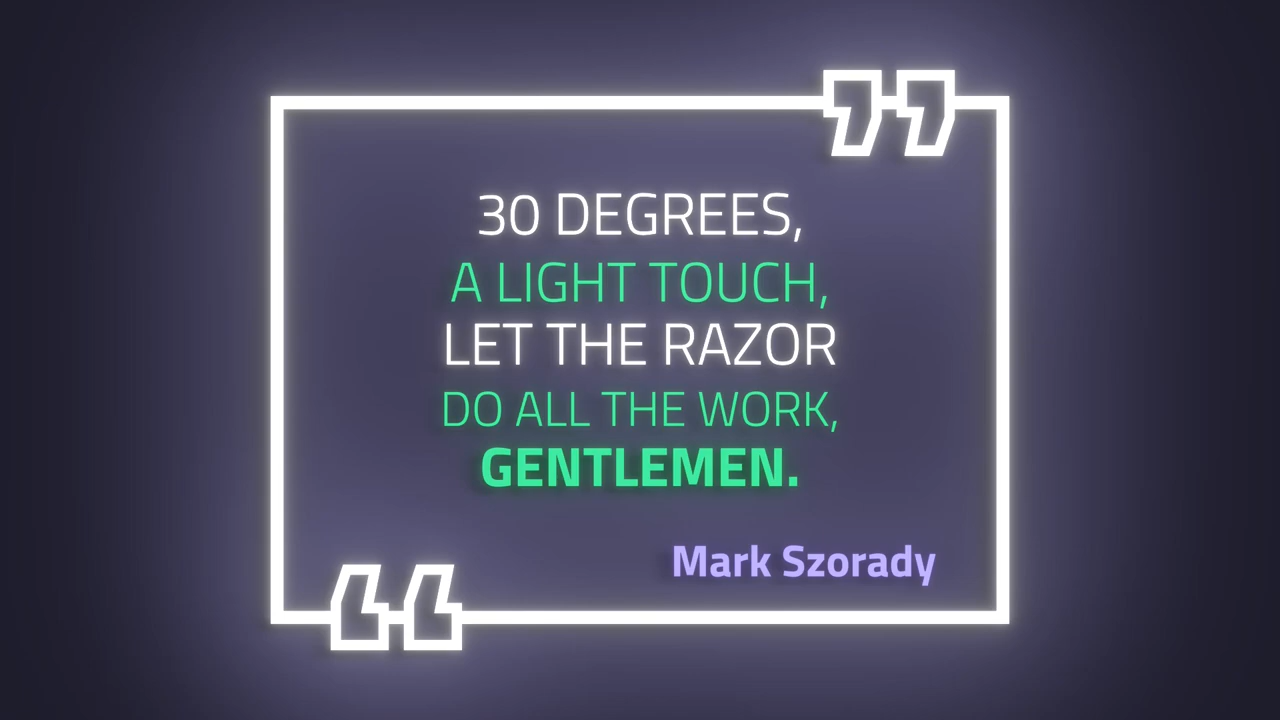 30 DEGREES,
A LIGHT TOUCH,
LET THE RAZOR
DO ALL THE WORK,
GENTLEMEN.
Mark Szorady